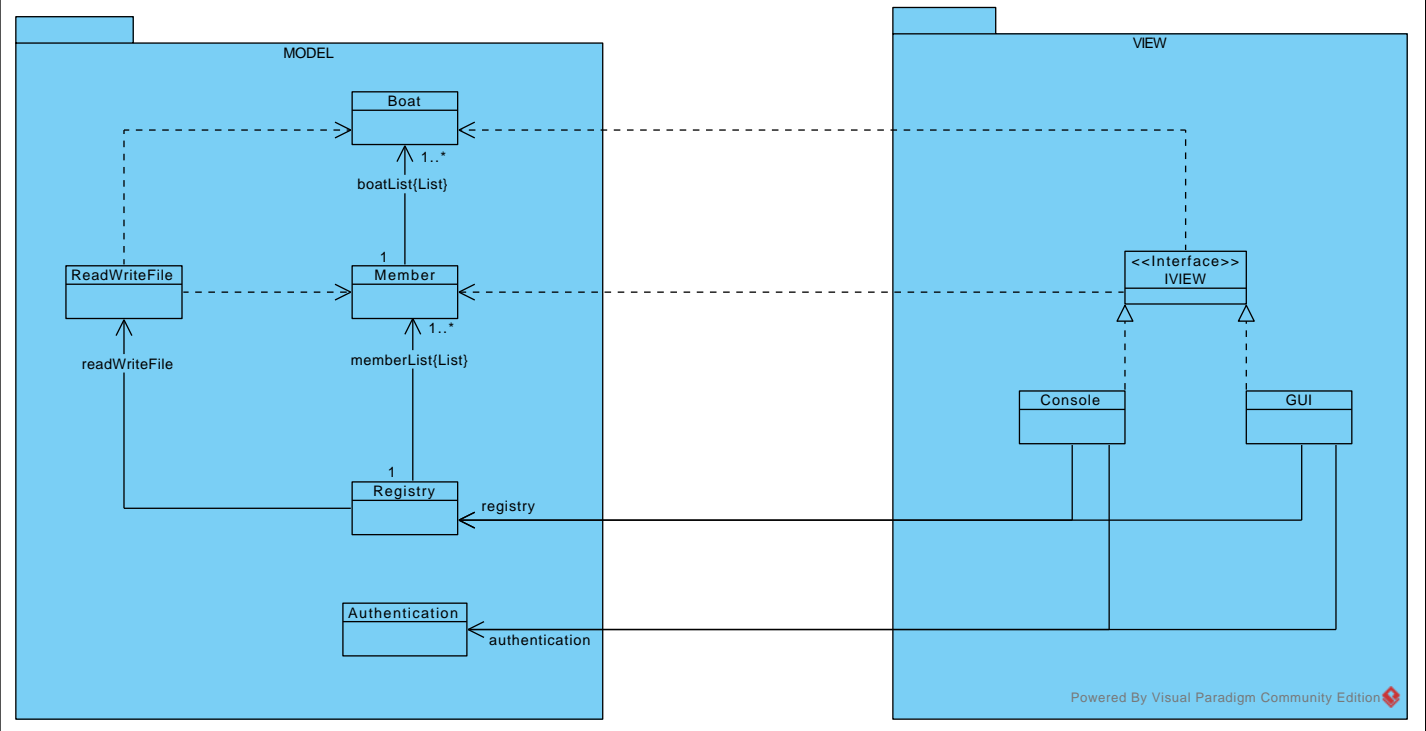 MODEL
VIEW
Boat
1..*
boatList{List}
1
ReadWriteFile
Member
<<Interface>>
IVIEW
1..*
readWriteFile
memberList{List}
Console
GUI
1
Registry
registry
Authentication
authentication
Powered By Visual Paradigm Community Edition